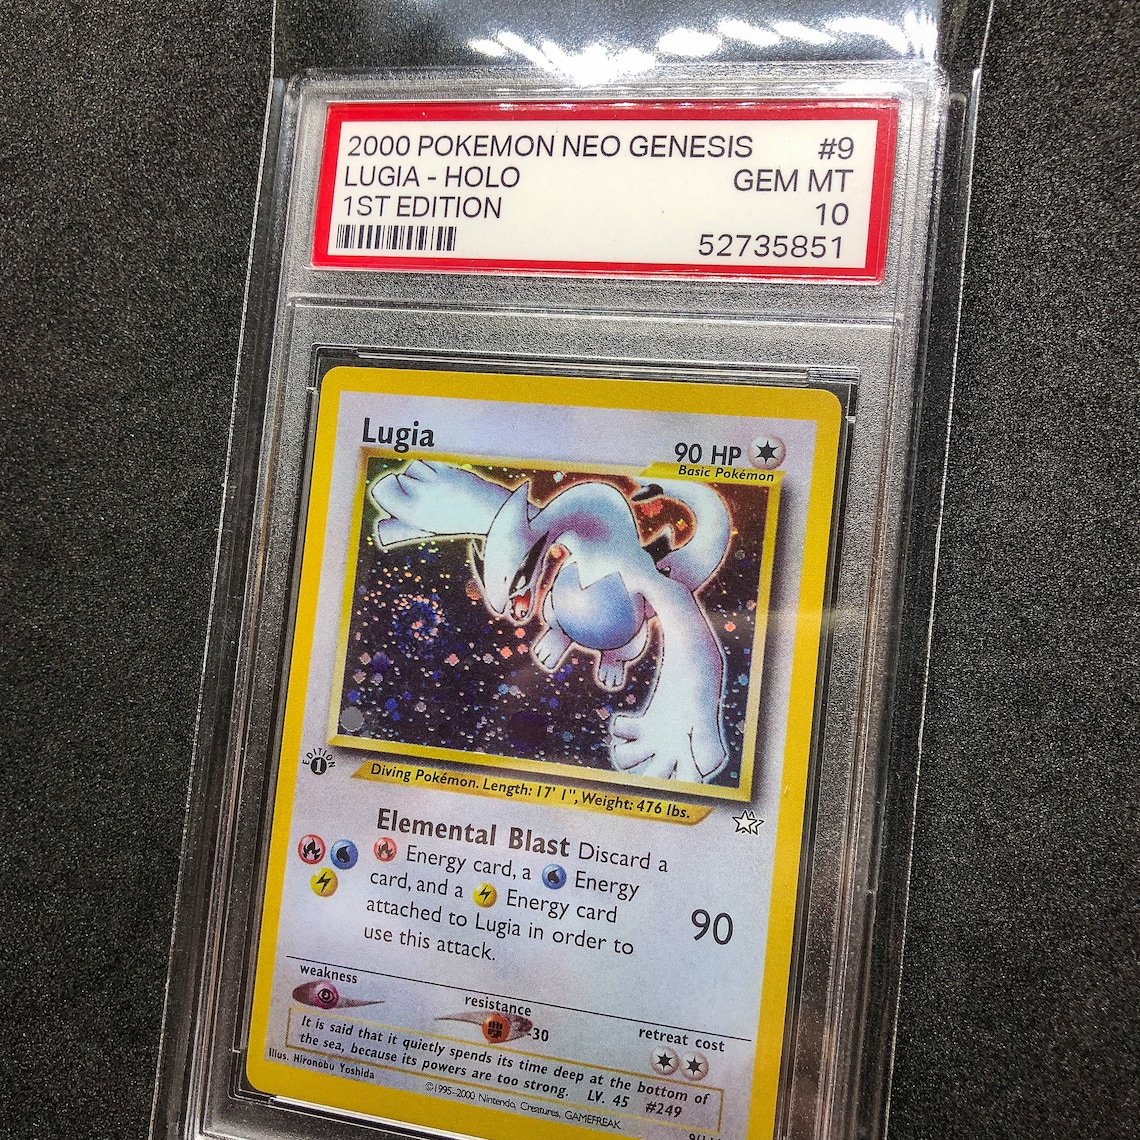 2000 POKEMON NEO GENESIS #9
LUGIA - HOLO GEM MT
1ST EDITION 10
52735851
Lugia 90 HP
Basic Pokémon
EDITION
1
Diving Pokémon. Length: 17' 1", Weight: 476 lbs.
Elemental Blast Discard a
Energy card, a Energy
card, and a Energy card
attached to Lugia in order to
use this attack.
90
weakness
resistance
-30
retreat cost
It is said that it quietly spends its time deep at the bottom of
the sea, because its powers are too strong. LV. 45 #249
Illus. Hironobu Yoshida
©1995–2000 Nintendo, Creatures, GAMEFREAK.